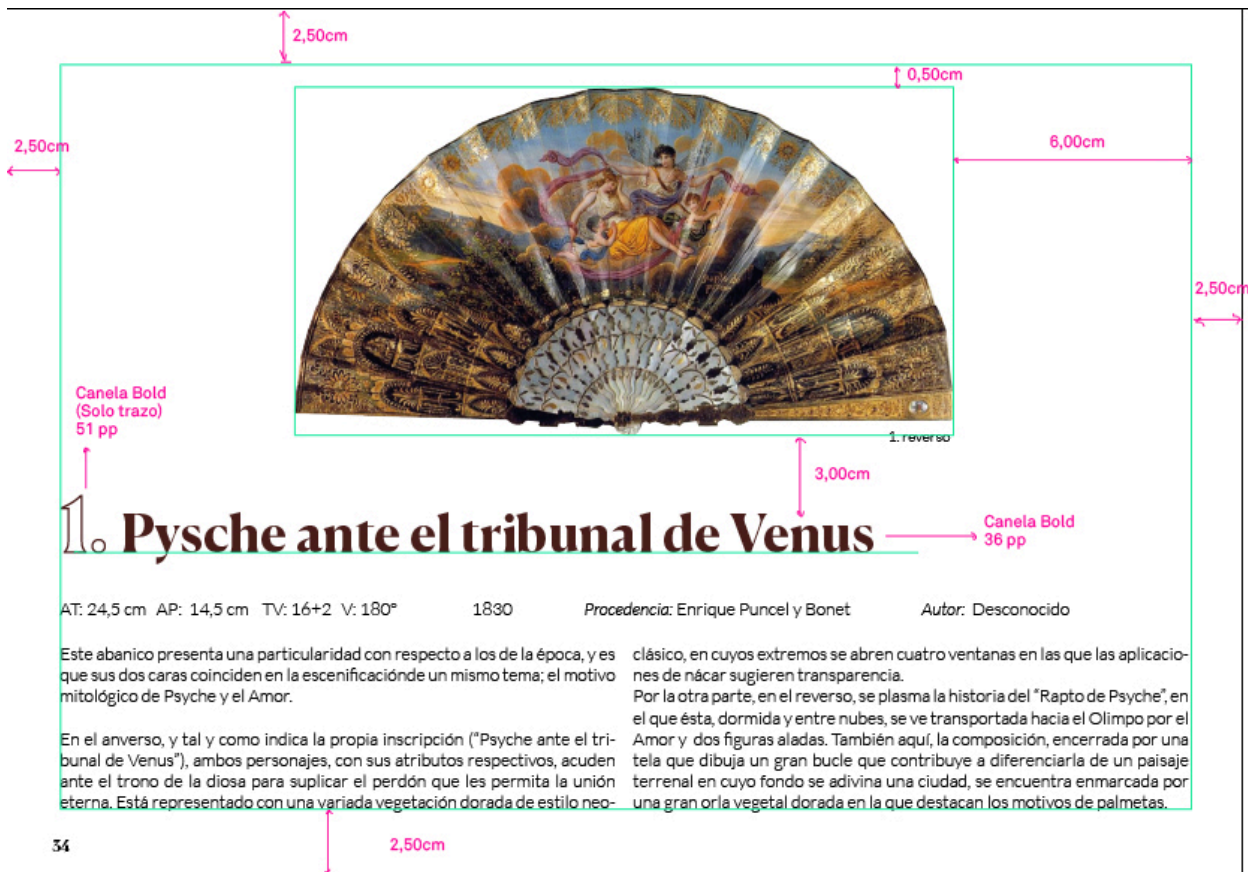 2,50cm
0,50cm
2,50cm
6,00cm
2,50cm
Canela Bold
(Solo trazo)
51 pp
1. reverso
3,00cm
1. Pysche ante el tribunal de Venus
Canela Bold
36 pp
AT: 24,5 cm AP: 14,5 cm TV: 16+2 V: 180° 1830 Procedencia: Enrique Puncel y Bonet Autor: Desconocido
Este abanico presenta una particularidad con respecto a los de la época, y es
que sus dos caras coinciden en la escenificaciónde un mismo tema; el motivo
mitológico de Psyche y el Amor.
En el anverso, y tal y como indica la propia inscripción ("Psyche ante el tri-
bunal de Venus"), ambos personajes, con sus atributos respectivos, acuden
ante el trono de la diosa para suplicar el perdón que les permita la unión
eterna. Está representado con una variada vegetación dorada de estilo neo-
clásico, en cuyos extremos se abren cuatro ventanas en las que las aplicacio-
nes de nácar sugieren transparencia.
Por la otra parte, en el reverso, se plasma la historia del "Rapto de Psyche", en
el que ésta, dormida y entre nubes, se ve transportada hacia el Olimpo por el
Amor y dos figuras aladas. También aquí, la composición, encerrada por una
tela que dibuja un gran bucle que contribuye a diferenciarla de un paisaje
terrenal en cuyo fondo se adivina una ciudad, se encuentra enmarcada por
una gran orla vegetal dorada en la que destacan los motivos de palmetas.
34
2,50cm